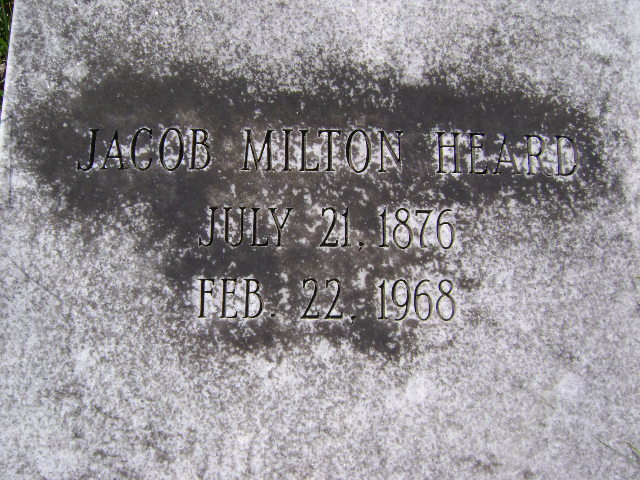 JACOB MILTON HEARD
JULY 21, 1876
FEB. 22, 1968